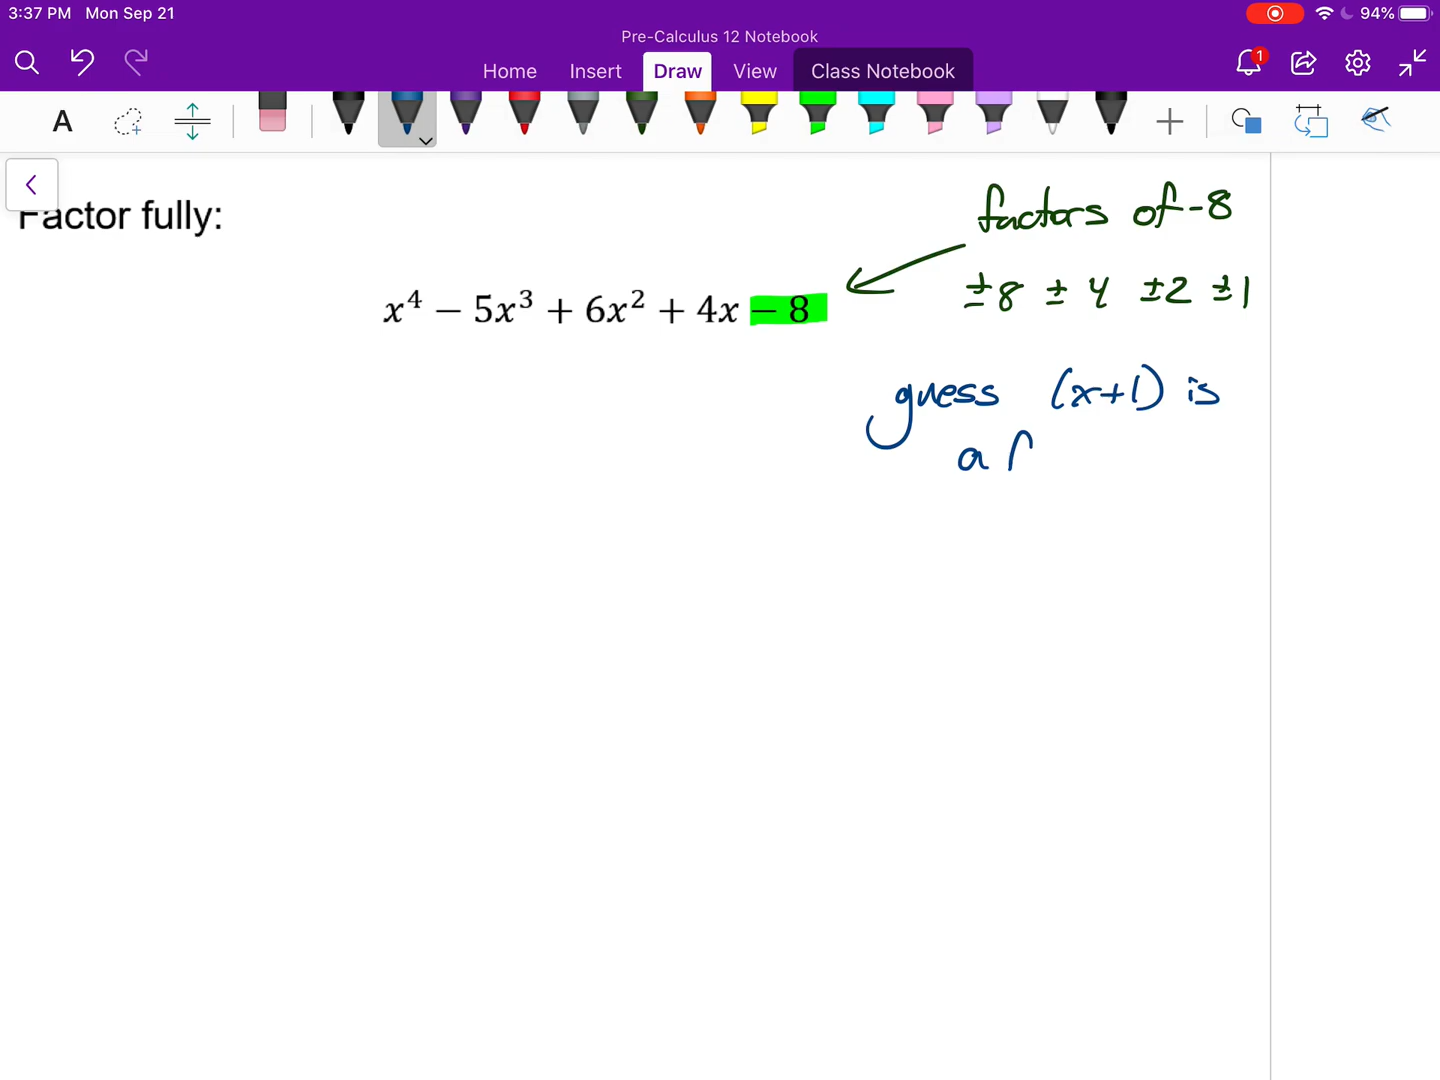 3:37 PM Mon Sep 21 94%
Pre-Calculus 12 Notebook
Home Insert Draw View Class Notebook
1
A
Factor fully:
factors of -8
x⁴ − 5x³ + 6x² + 4x − 8
±8 ±4 ±2 ±1
guess (x+1) is
a f